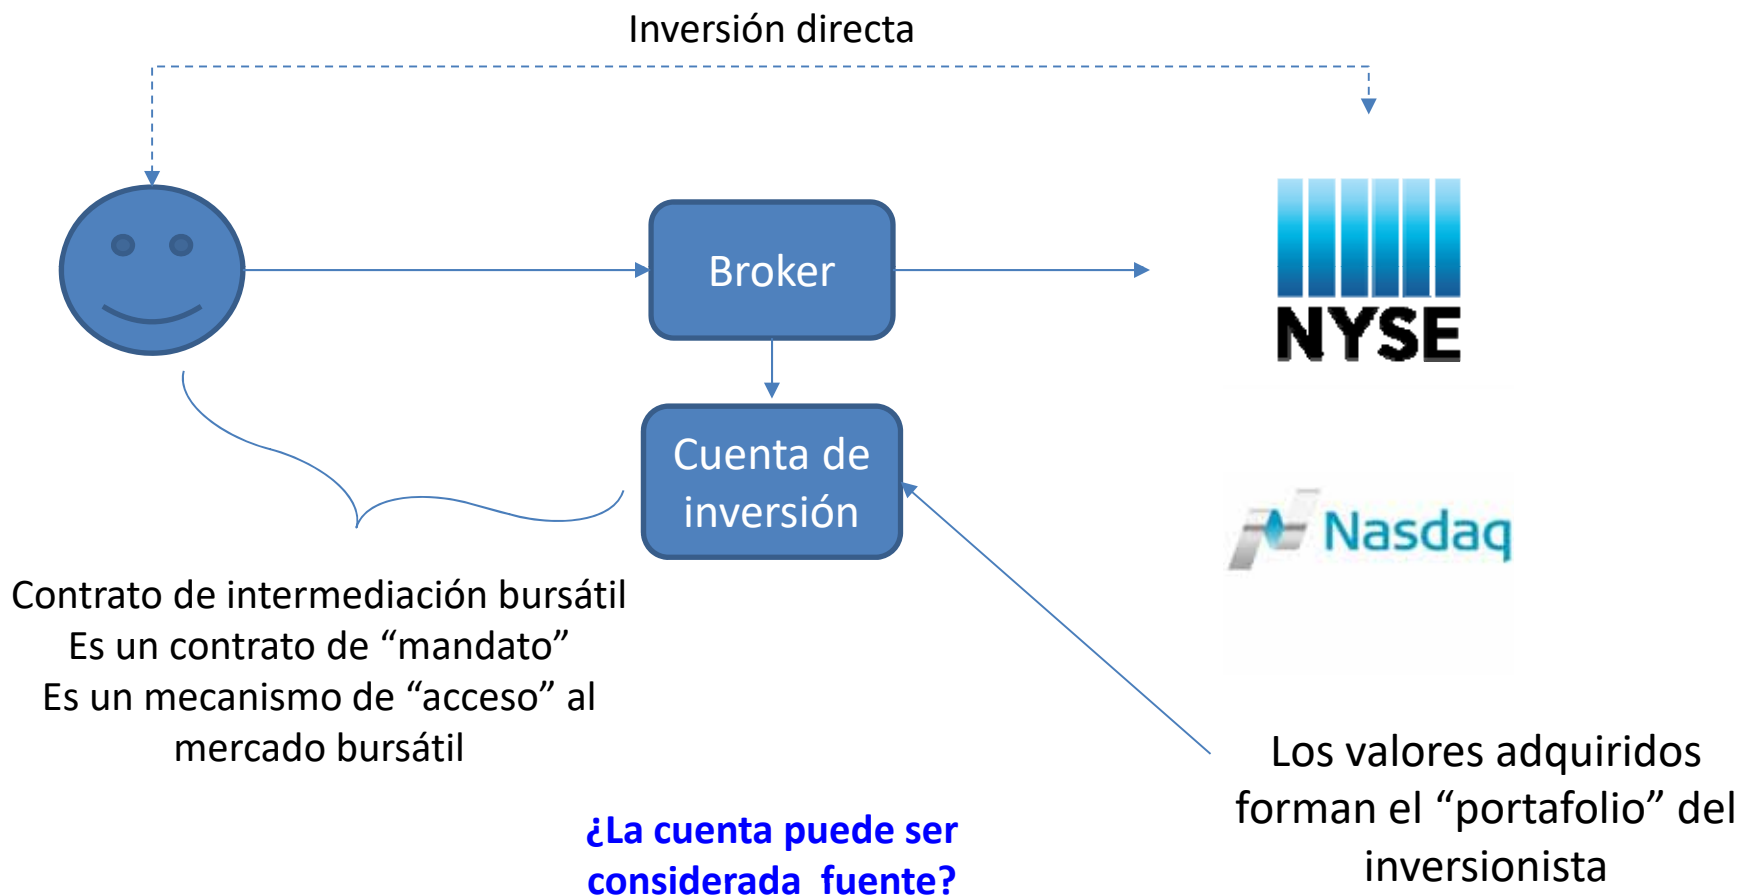 Inversión directa
Broker
NYSE
Cuenta de
inversión
Nasdaq
Contrato de intermediación bursátil
Es un contrato de “mandato”
Es un mecanismo de “acceso” al
mercado bursátil
Los valores adquiridos
forman el “portafolio” del
inversionista
¿La cuenta puede ser
considerada fuente?